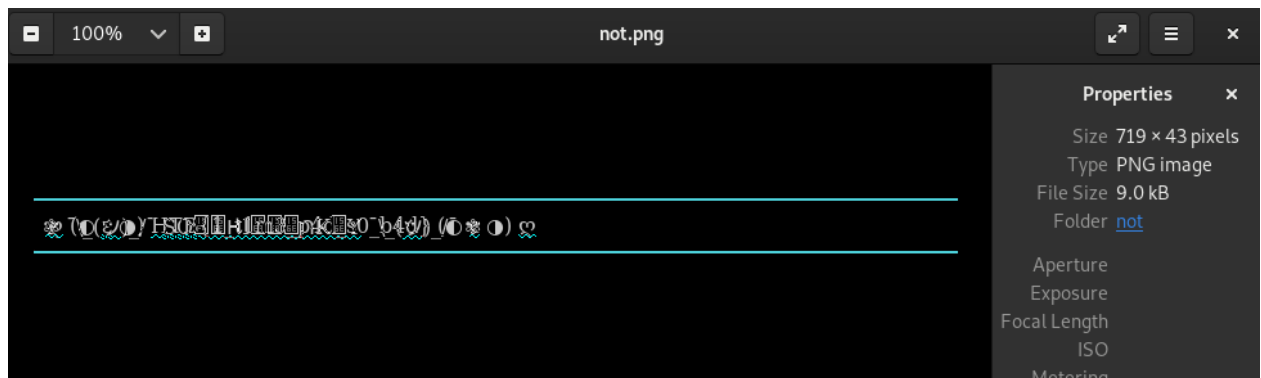 100%
not.png
Properties
Size 719 × 43 pixels
Type PNG image
File Size 9.0 kB
Folder not
Aperture
Exposure
Focal Length
ISO
Metering